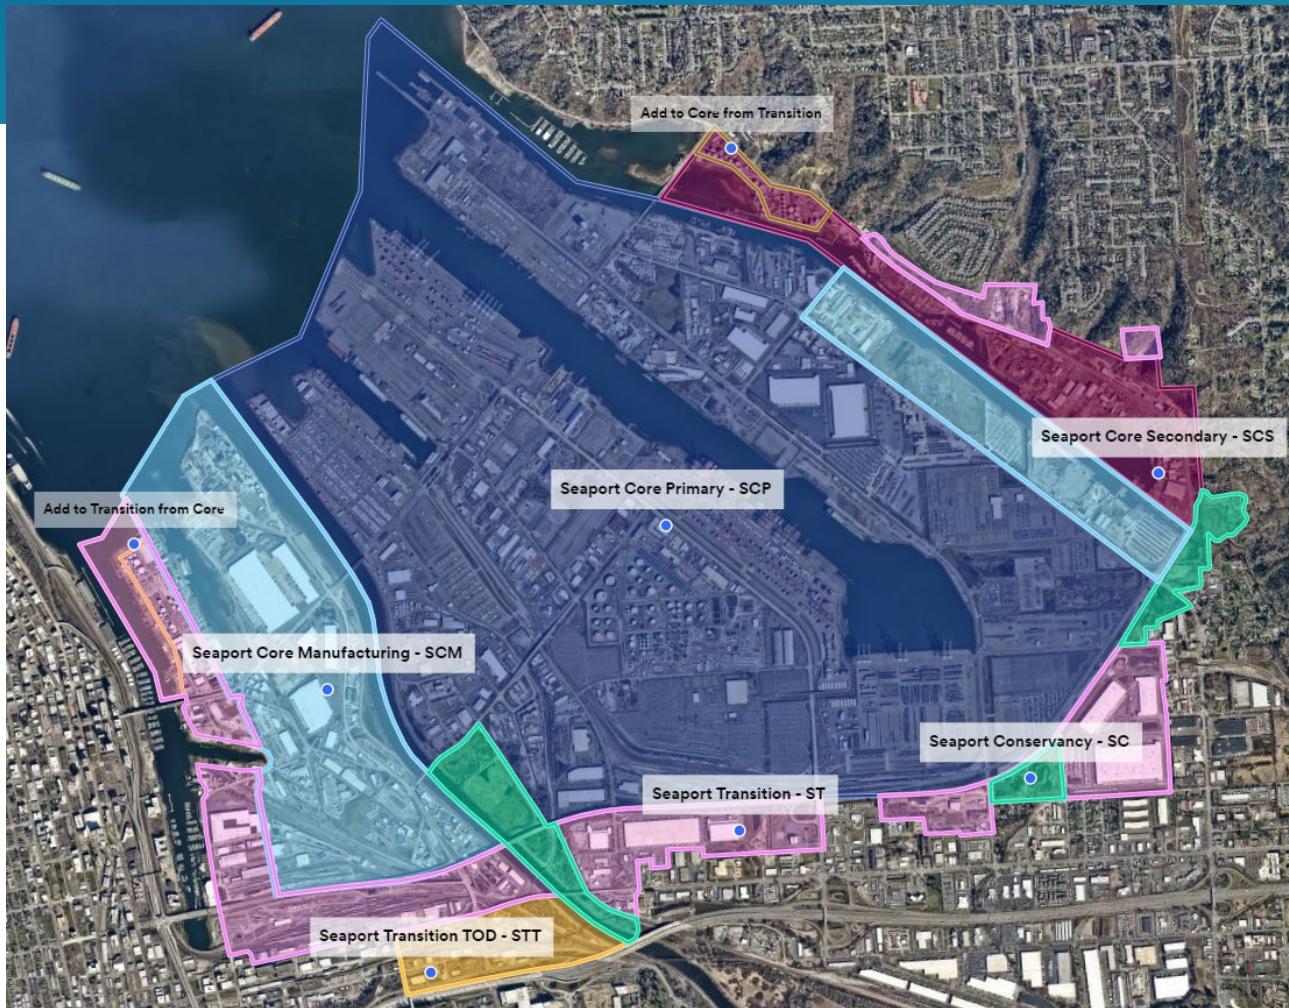 Add to Core from Transition
Seaport Core Secondary - SCS
Seaport Core Primary - SCP
Add to Transition from Core
Seaport Core Manufacturing - SCM
Seaport Conservancy - SC
Seaport Transition - ST
Seaport Transition TOD - STT